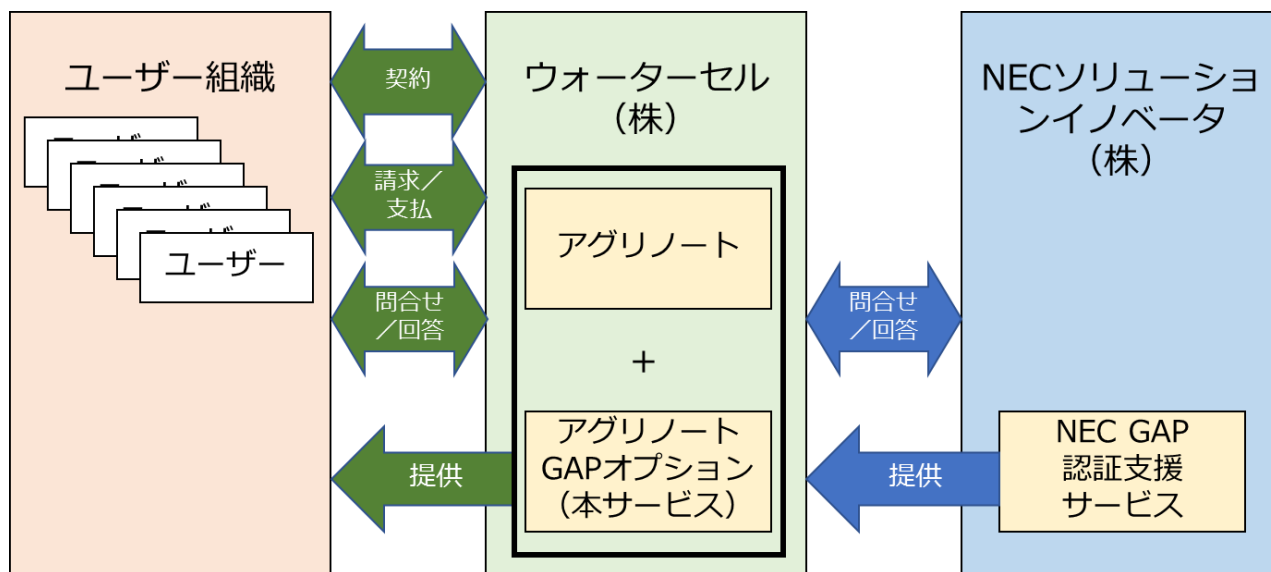 ユーザー組織
ユーザー
契約
請求／
支払
問合せ
／回答
提供
ウォーターセル
（株）
アグリノート
+
アグリノート
GAPオプション
（本サービス）
問合せ
／回答
提供
NECソリューショ
ンイノベータ
（株）
NEC GAP
認証支援
サービス